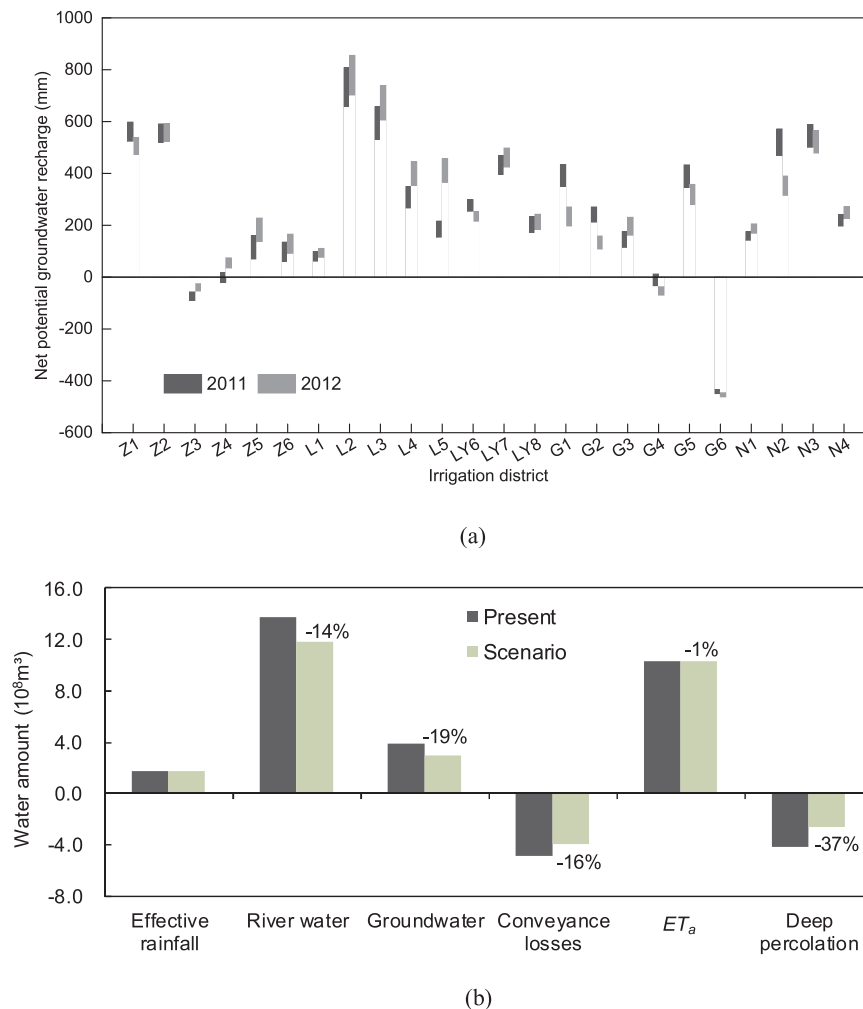 1000
800
600
400
200
0
-200
-400
-600
Net potential groundwater recharge (mm)
2011 2012
Z1 Z2 Z3 Z4 Z5 Z6 L1 L2 L3 L4 L5 LY6 LY7 LY8 G1 G2 G3 G4 G5 G6 N1 N2 N3 N4
Irrigation district
(a)
16.0
12.0
8.0
4.0
0.0
-4.0
-8.0
Water amount (10⁸m³)
Present
Scenario
-14%
-19%
-16%
-1%
-37%
Effective rainfall
River water
Groundwater
Conveyance losses
ETₐ
Deep percolation
(b)